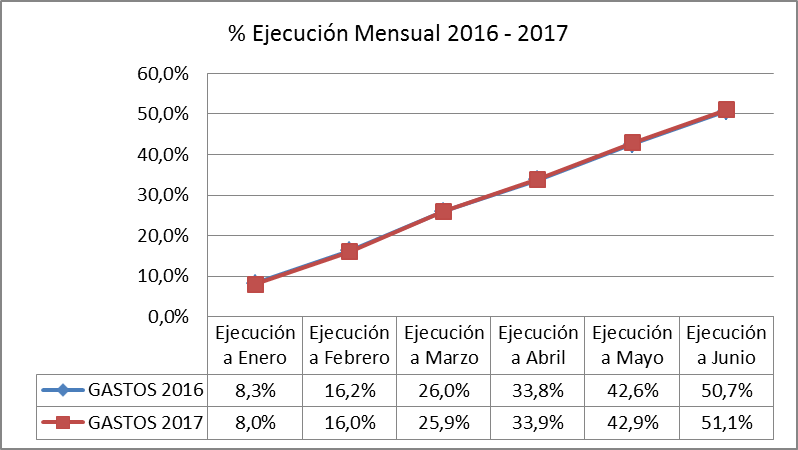 % Ejecución Mensual 2016 - 2017
60,0%
50,0%
40,0%
30,0%
20,0%
10,0%
0,0%
Ejecución a Enero Ejecución a Febrero Ejecución a Marzo Ejecución a Abril Ejecución a Mayo Ejecución a Junio
GASTOS 2016 8,3% 16,2% 26,0% 33,8% 42,6% 50,7%
GASTOS 2017 8,0% 16,0% 25,9% 33,9% 42,9% 51,1%